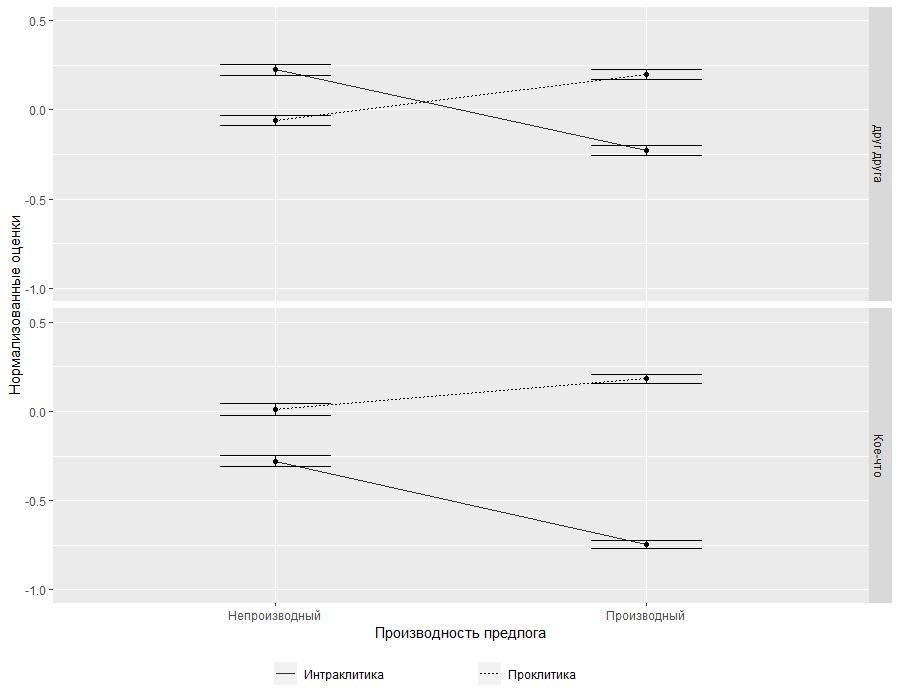 Нормализованные оценки
0.5
0.0
-0.5
-1.0
друг друга
0.5
0.0
-0.5
-1.0
Кое-что
Непроизводный Производный
Производность предлога
Интраклитика Проклитика